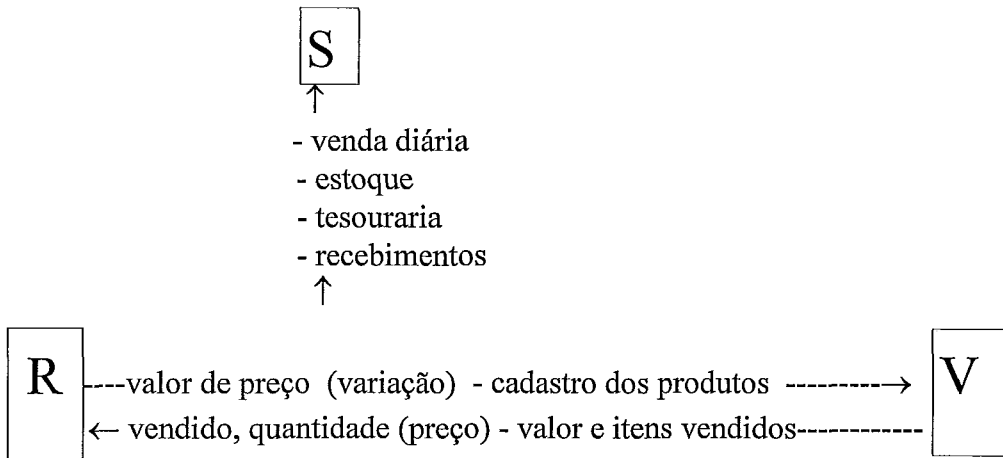 S
↑
- venda diária
- estoque
- tesouraria
- recebimentos
↑
R ----valor de preço (variação) - cadastro dos produtos -------→ V
← vendido, quantidade (preço) - valor e itens vendidos----------